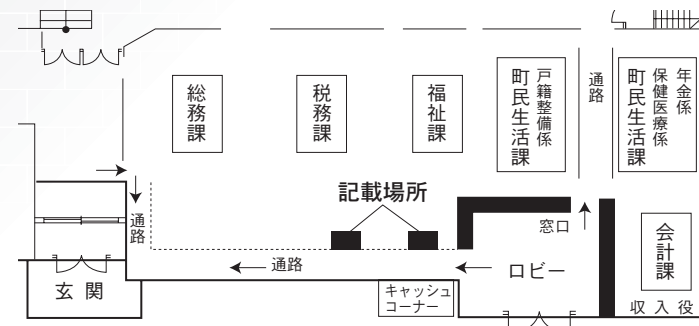 総務課
税務課
福祉課
町民生活課
戸籍整備係
通路
町民生活課
保健医療係
年金係
記載場所
通路
窓口
会計課
通路
ロビー
玄関
キャッシュ
コーナー
収入役